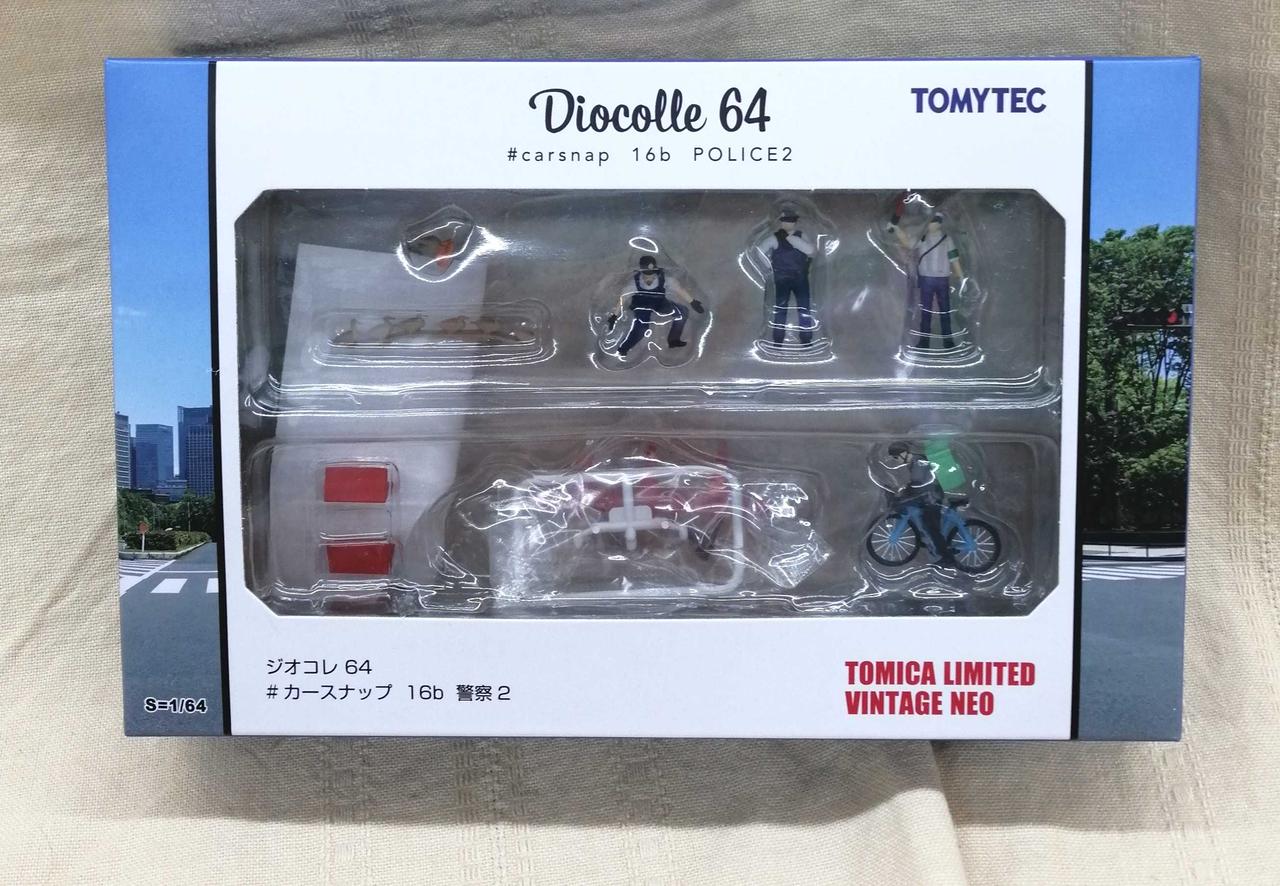 Diocolle 64
TOMYTEC
#carsnap 16b POLICE2
ジオコレ 64
#カースナップ 16b 警察2
TOMICA LIMITED
VINTAGE NEO
S=1/64